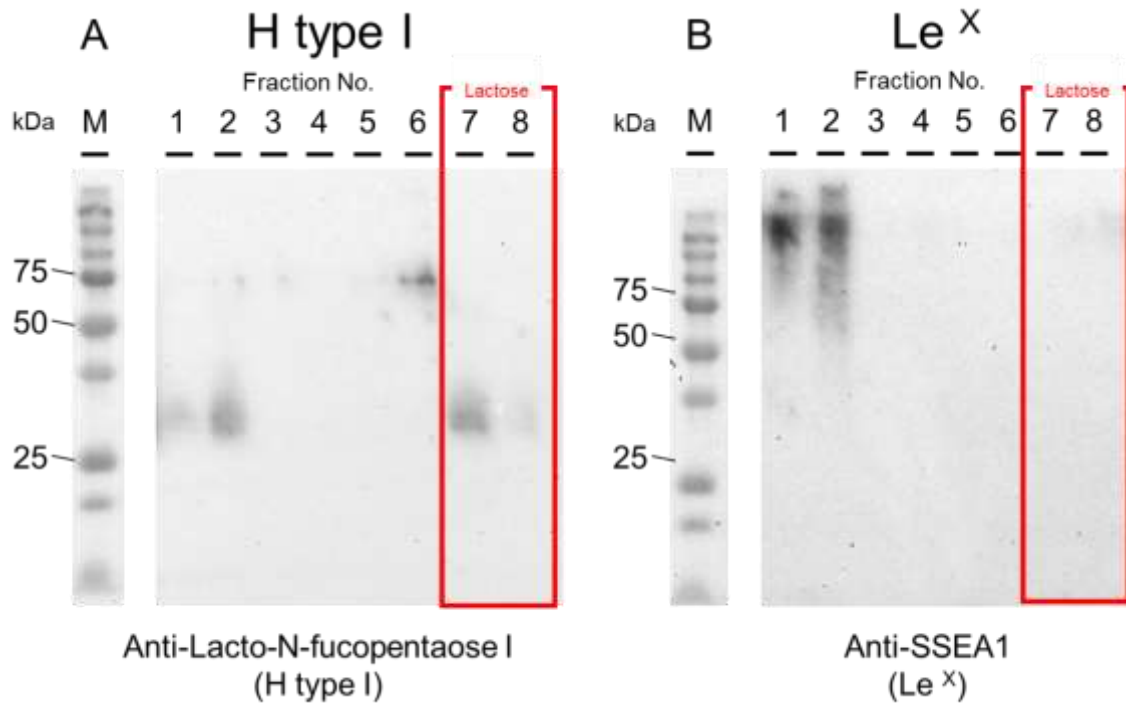 A H type I
Fraction No.
Lactose
kDa M 1 2 3 4 5 6 7 8
75
50
25
Anti-Lacto-N-fucopentaose I
(H type I)
B Le X
Fraction No.
Lactose
kDa M 1 2 3 4 5 6 7 8
75
50
25
Anti-SSEA1
(Le X)